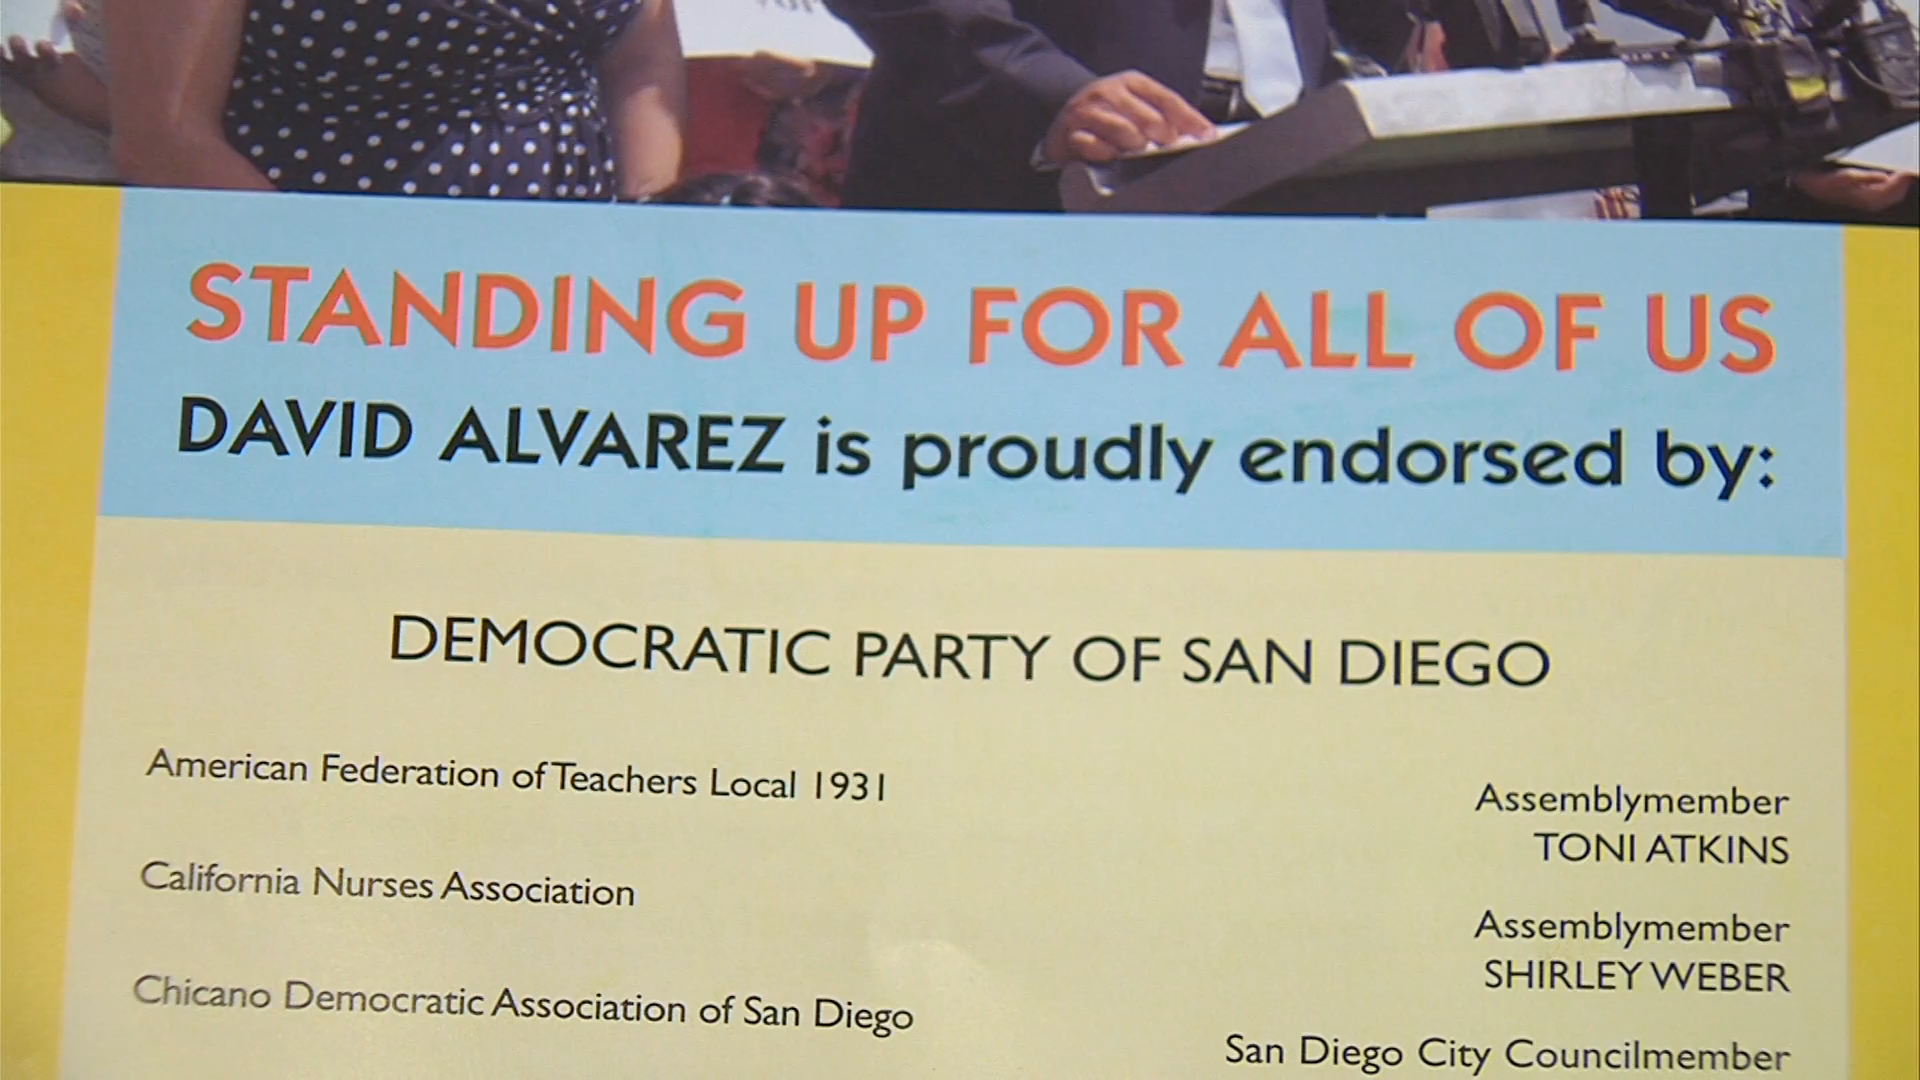 STANDING UP FOR ALL OF US
DAVID ALVAREZ is proudly endorsed by:
DEMOCRATIC PARTY OF SAN DIEGO
American Federation of Teachers Local 1931
California Nurses Association
Chicano Democratic Association of San Diego
Assemblymember
TONI ATKINS
Assemblymember
SHIRLEY WEBER
San Diego City Councilmember